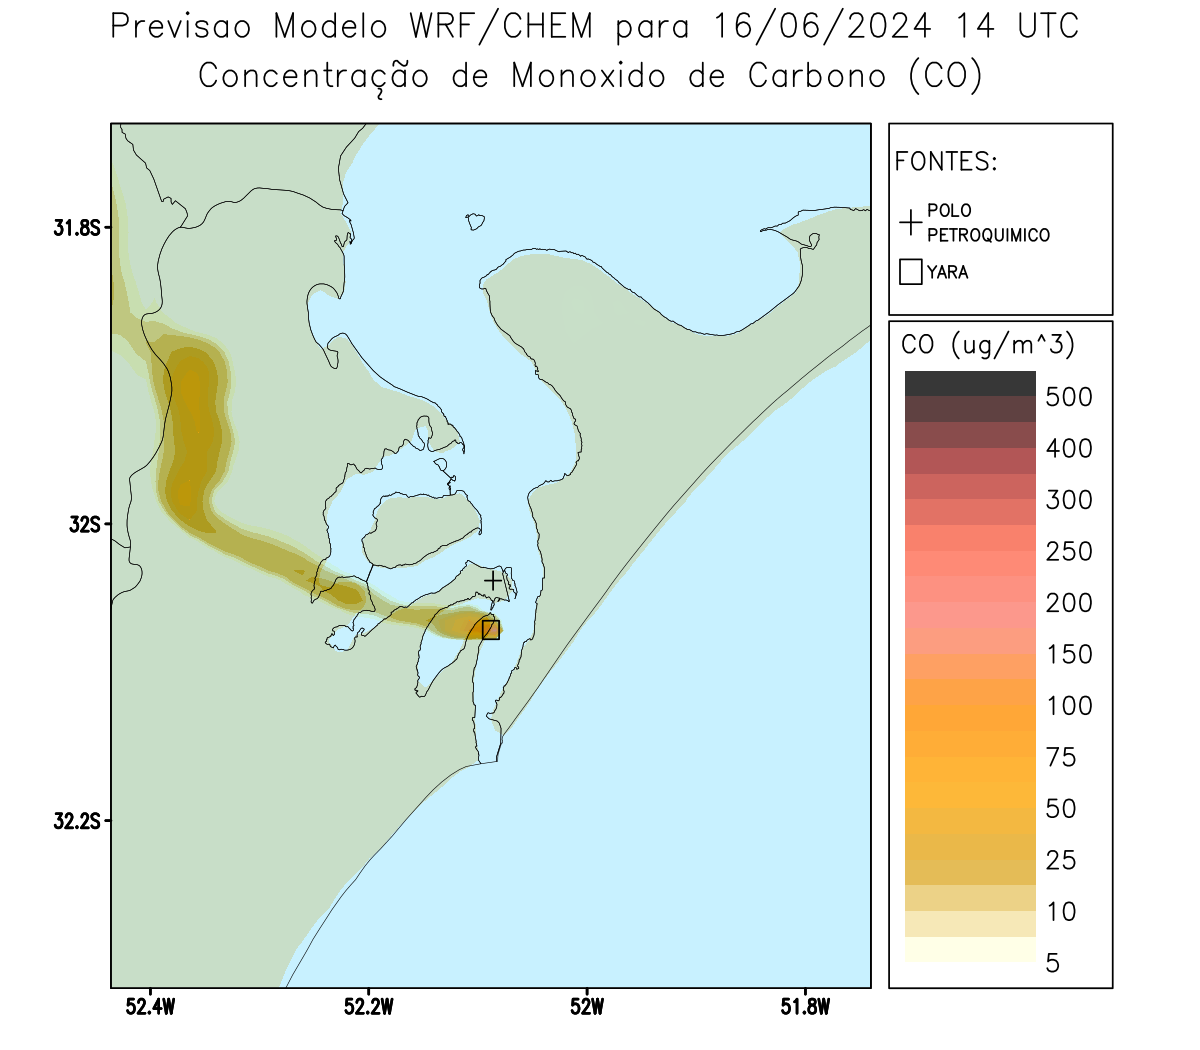 Previsao Modelo WRF/CHEM para 16/06/2024 14 UTC
Concentração de Monoxido de Carbono (CO)
FONTES:
POLO
PETROQUIMICO
YARA
CO (ug/m^3)
500
400
300
250
200
150
100
75
50
25
10
5
31.8S
32S
32.2S
52.4W
52.2W
52W
51.8W